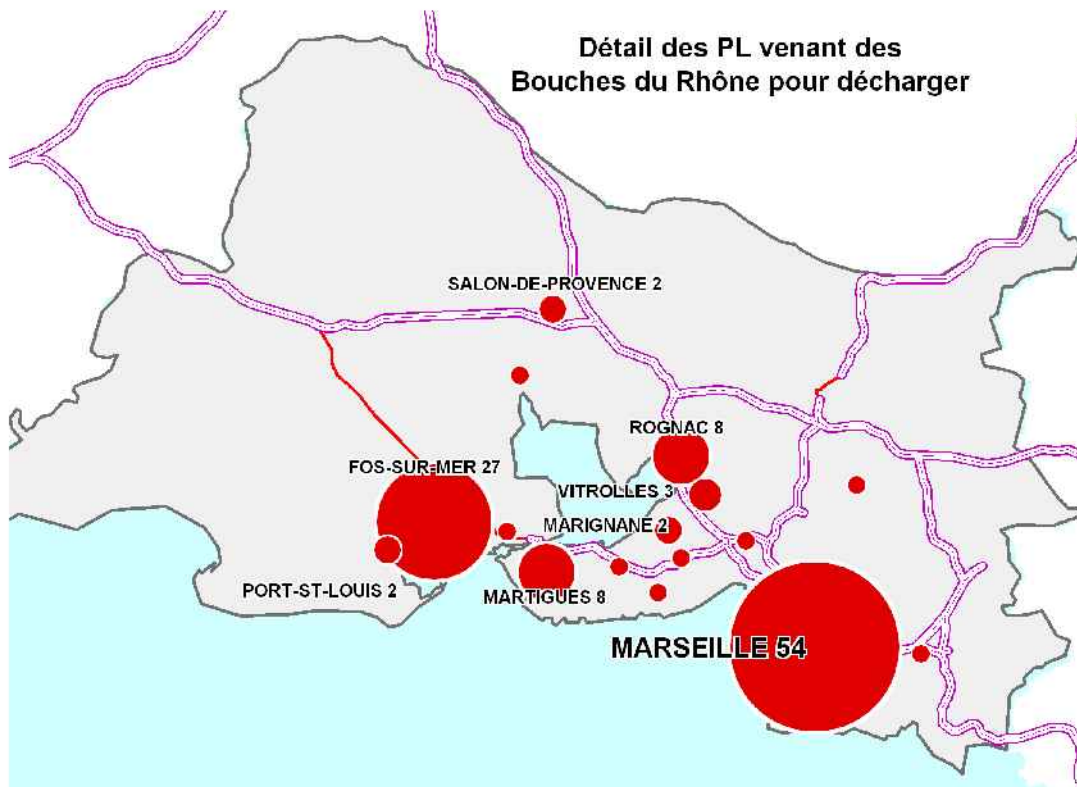 Détail des PL venant des
Bouches du Rhône pour décharger
SALON-DE-PROVENCE 2
ROGNAC 8
FOS-SUR-MER 27
VITROLLES 3
MARIGNANE 2
PORT-ST-LOUIS 2
MARTIGUES 8
MARSEILLE 54